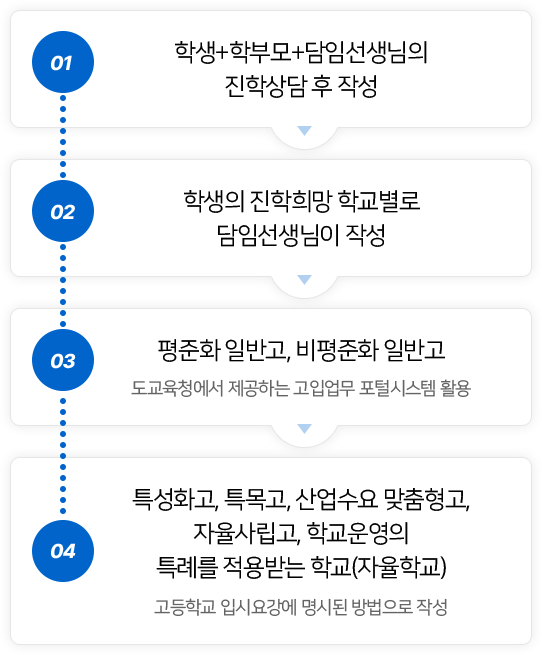 01
학생+학부모+담임선생님의
진학상담 후 작성
02
학생의 진학희망 학교별로
담임선생님이 작성
03
평준화 일반고, 비평준화 일반고
도교육청에서 제공하는 고입업무 포털시스템 활용
04
특성화고, 특목고, 산업수요 맞춤형고,
자율사립고, 학교운영의
특례를 적용받는 학교(자율학교)
고등학교 입시요강에 명시된 방법으로 작성